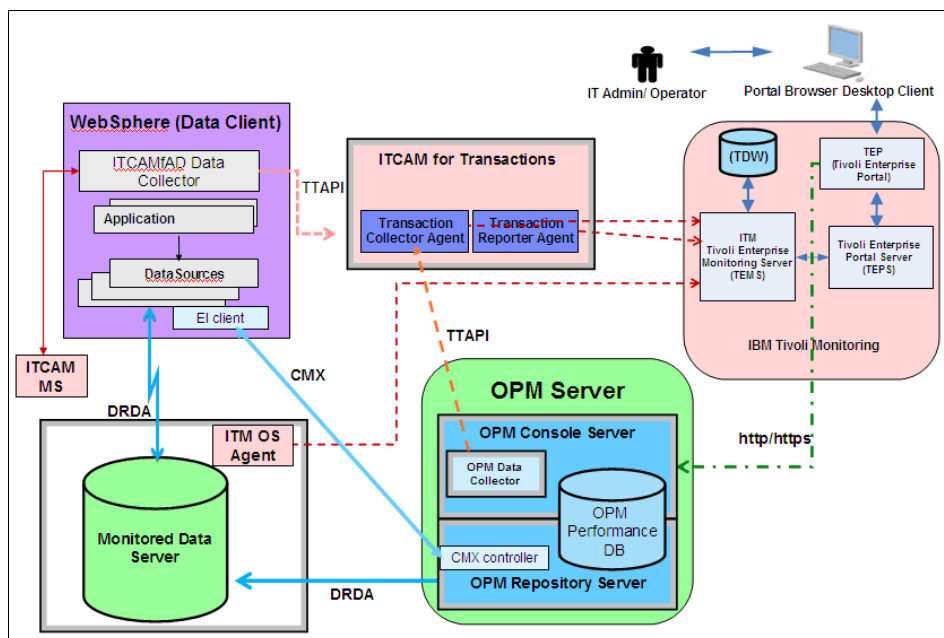 IT Admin/ Operator
Portal Browser Desktop Client
WebSphere (Data Client)
ITCAMfAD Data
Collector
Application
DataSources
EI client
TTAPI
ITCAM for Transactions
Transaction
Collector Agent
Transaction
Reporter Agent
(TDW)
TEP
(Tivoli Enterprise
Portal)
ITM
Tivoli Enterprise
Monitoring Server
(TEMS)
Tivoli Enterprise
Portal Server
(TEPS)
IBM Tivoli Monitoring
ITCAM
MS
DRDA
CMX
TTAPI
ITM OS
Agent
Monitored Data
Server
OPM Server
OPM Console Server
OPM Data
Collector
OPM
Performance
DB
http/https
CMX controller
OPM Repository Server
DRDA